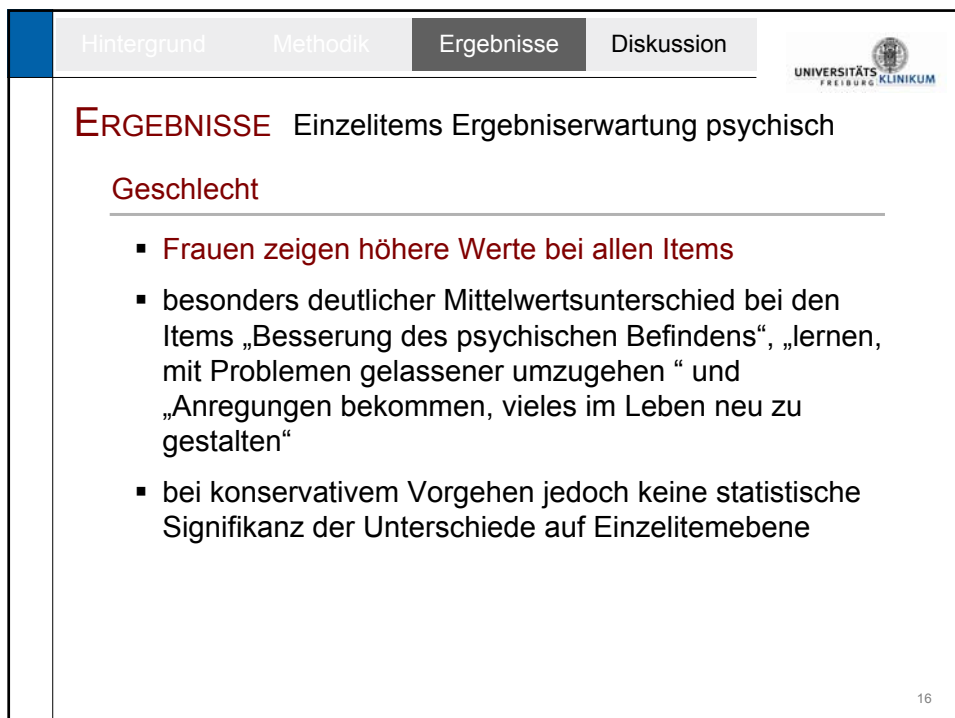 Hintergrund Methodik Ergebnisse Diskussion
UNIVERSITÄTS
FREIBURG KLINIKUM
ERGEBNISSE Einzelitems Ergebniserwartung psychisch
Geschlecht
▪ Frauen zeigen höhere Werte bei allen Items
▪ besonders deutlicher Mittelwertsunterschied bei den
Items „Besserung des psychischen Befindens“, „lernen,
mit Problemen gelassener umzugehen “ und
„Anregungen bekommen, vieles im Leben neu zu
gestalten“
▪ bei konservativem Vorgehen jedoch keine statistische
Signifikanz der Unterschiede auf Einzelitemebene
16